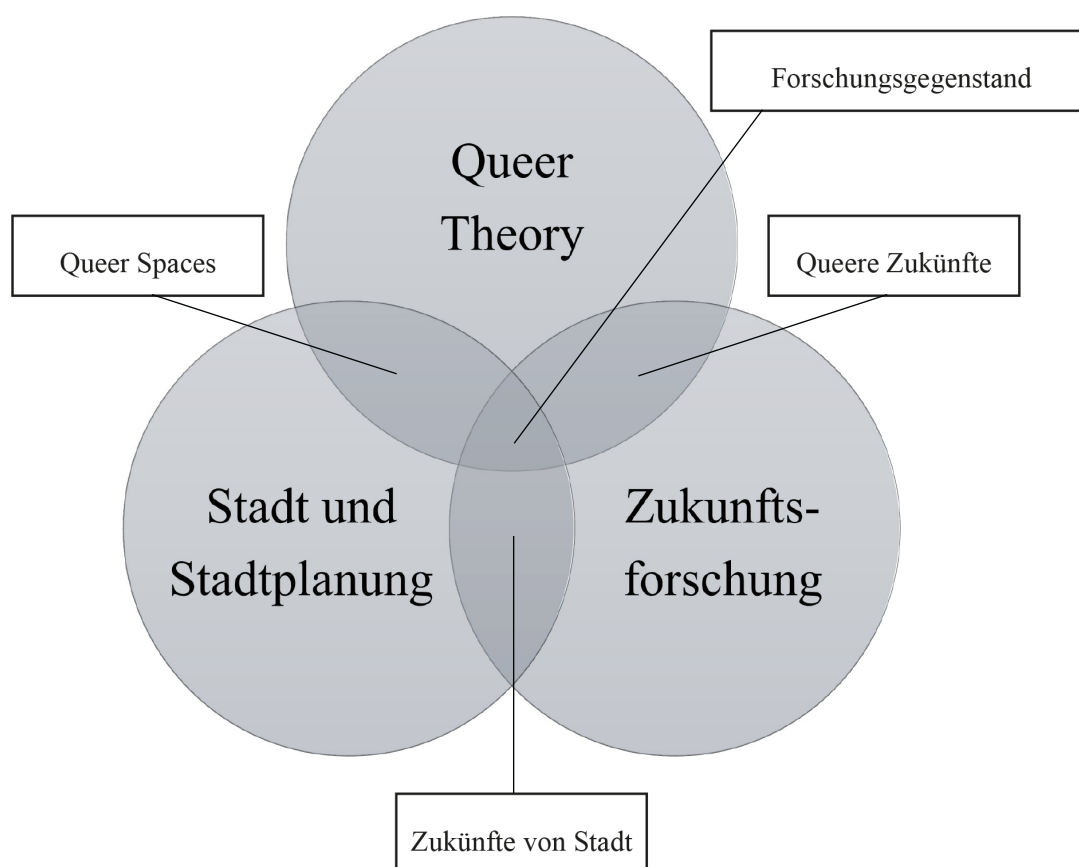 Forschungsgegenstand
Queer
Theory
Queer Spaces
Queere Zukünfte
Stadt und
Stadtplanung
Zukunfts-
forschung
Zukünfte von Stadt